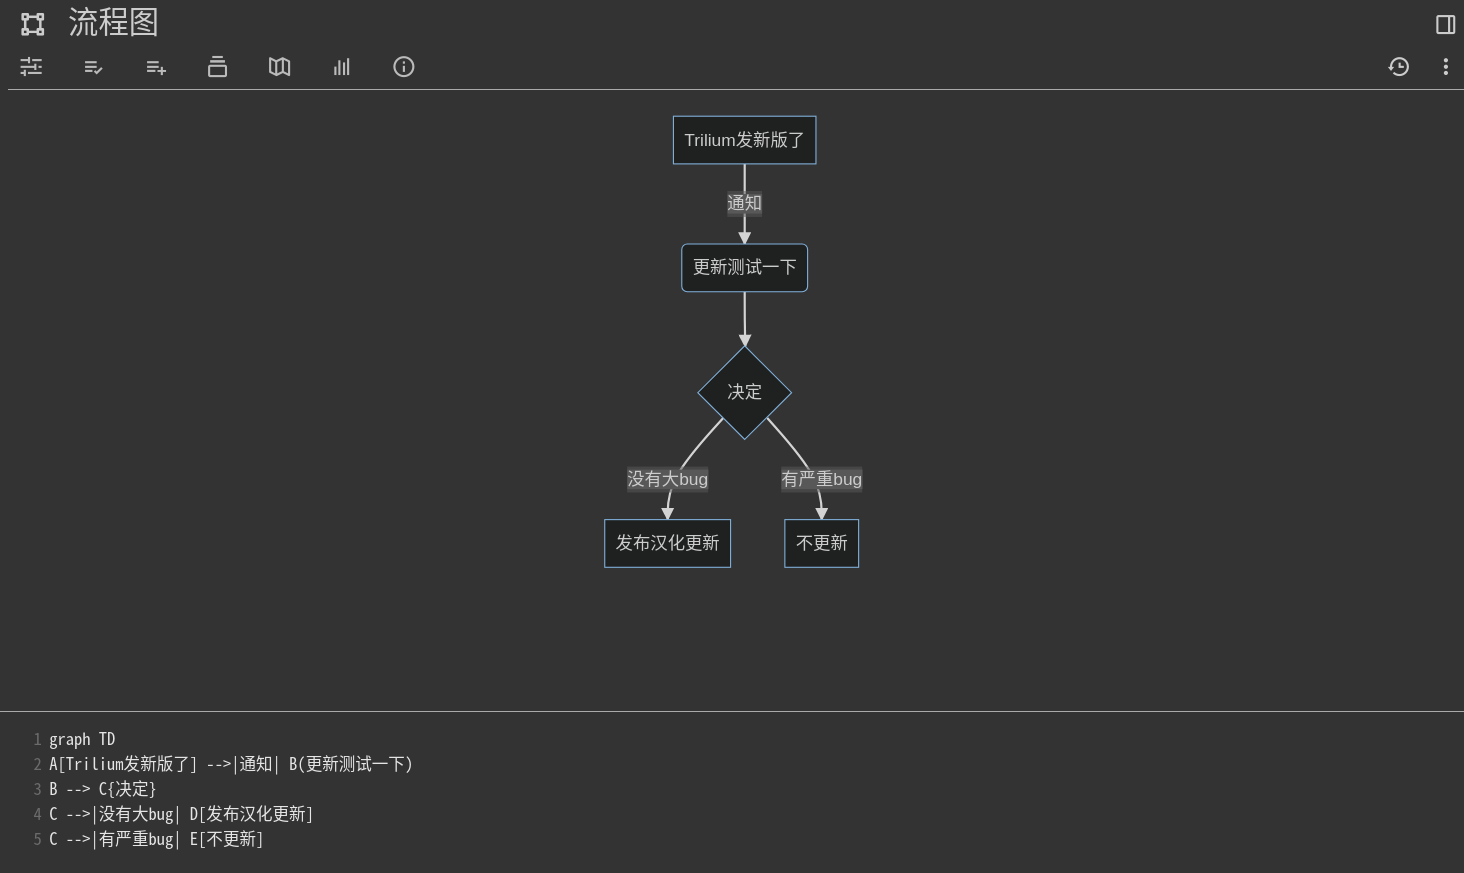 流程图
Trilium发新版了
通知
更新测试一下
决定
没有大bug
有严重bug
发布汉化更新
不更新
1 graph TD
2 A[Trilium发新版了] -->|通知| B(更新测试一下)
3 B --> C{决定}
4 C -->|没有大bug| D[发布汉化更新]
5 C -->|有严重bug| E[不更新]